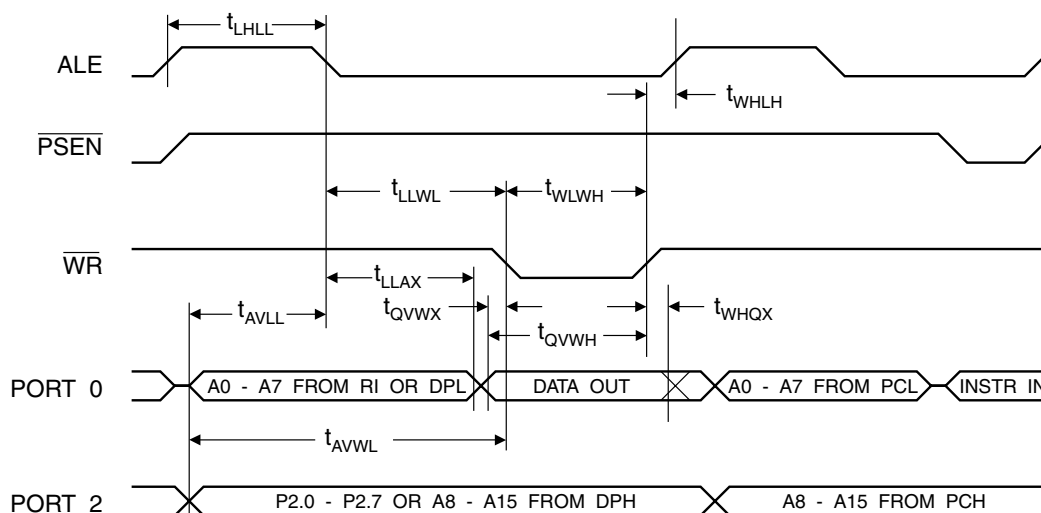 tLHLL
ALE
tWHLH
PSEN
tLLWL
tWLWH
WR
tLLAX
tAVLL
tQVWX
tWHQX
tQVWH
PORT 0
A0 - A7 FROM RI OR DPL
DATA OUT
A0 - A7 FROM PCL
INSTR IN
tAVWL
PORT 2
P2.0 - P2.7 OR A8 - A15 FROM DPH
A8 - A15 FROM PCH